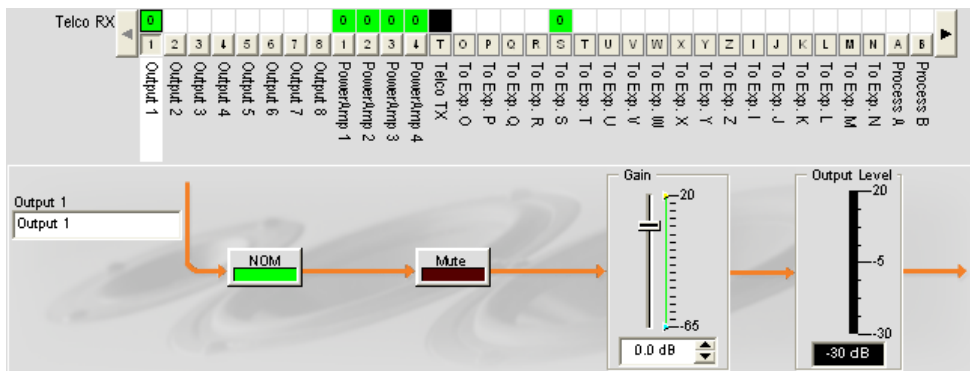 Telco RX 0 0 0 0 0 0
1 2 3 4 5 6 7 8 1 2 3 4 T O P Q R S T U V W X Y Z I J K L M N A B
Output 1
Output 2
Output 3
Output 4
Output 5
Output 6
Output 7
Output 8
PowerAmp 1
PowerAmp 2
PowerAmp 3
PowerAmp 4
Telco TX
To Exp. O
To Exp. P
To Exp. Q
To Exp. R
To Exp. S
To Exp. T
To Exp. U
To Exp. V
To Exp. W
To Exp. X
To Exp. Y
To Exp. Z
To Exp. I
To Exp. J
To Exp. K
To Exp. L
To Exp. M
To Exp. N
Process A
Process B
Output 1
Output 1
NOM
Mute
Gain
20
-65
0.0 dB
Output Level
20
-5
-30
-30 dB